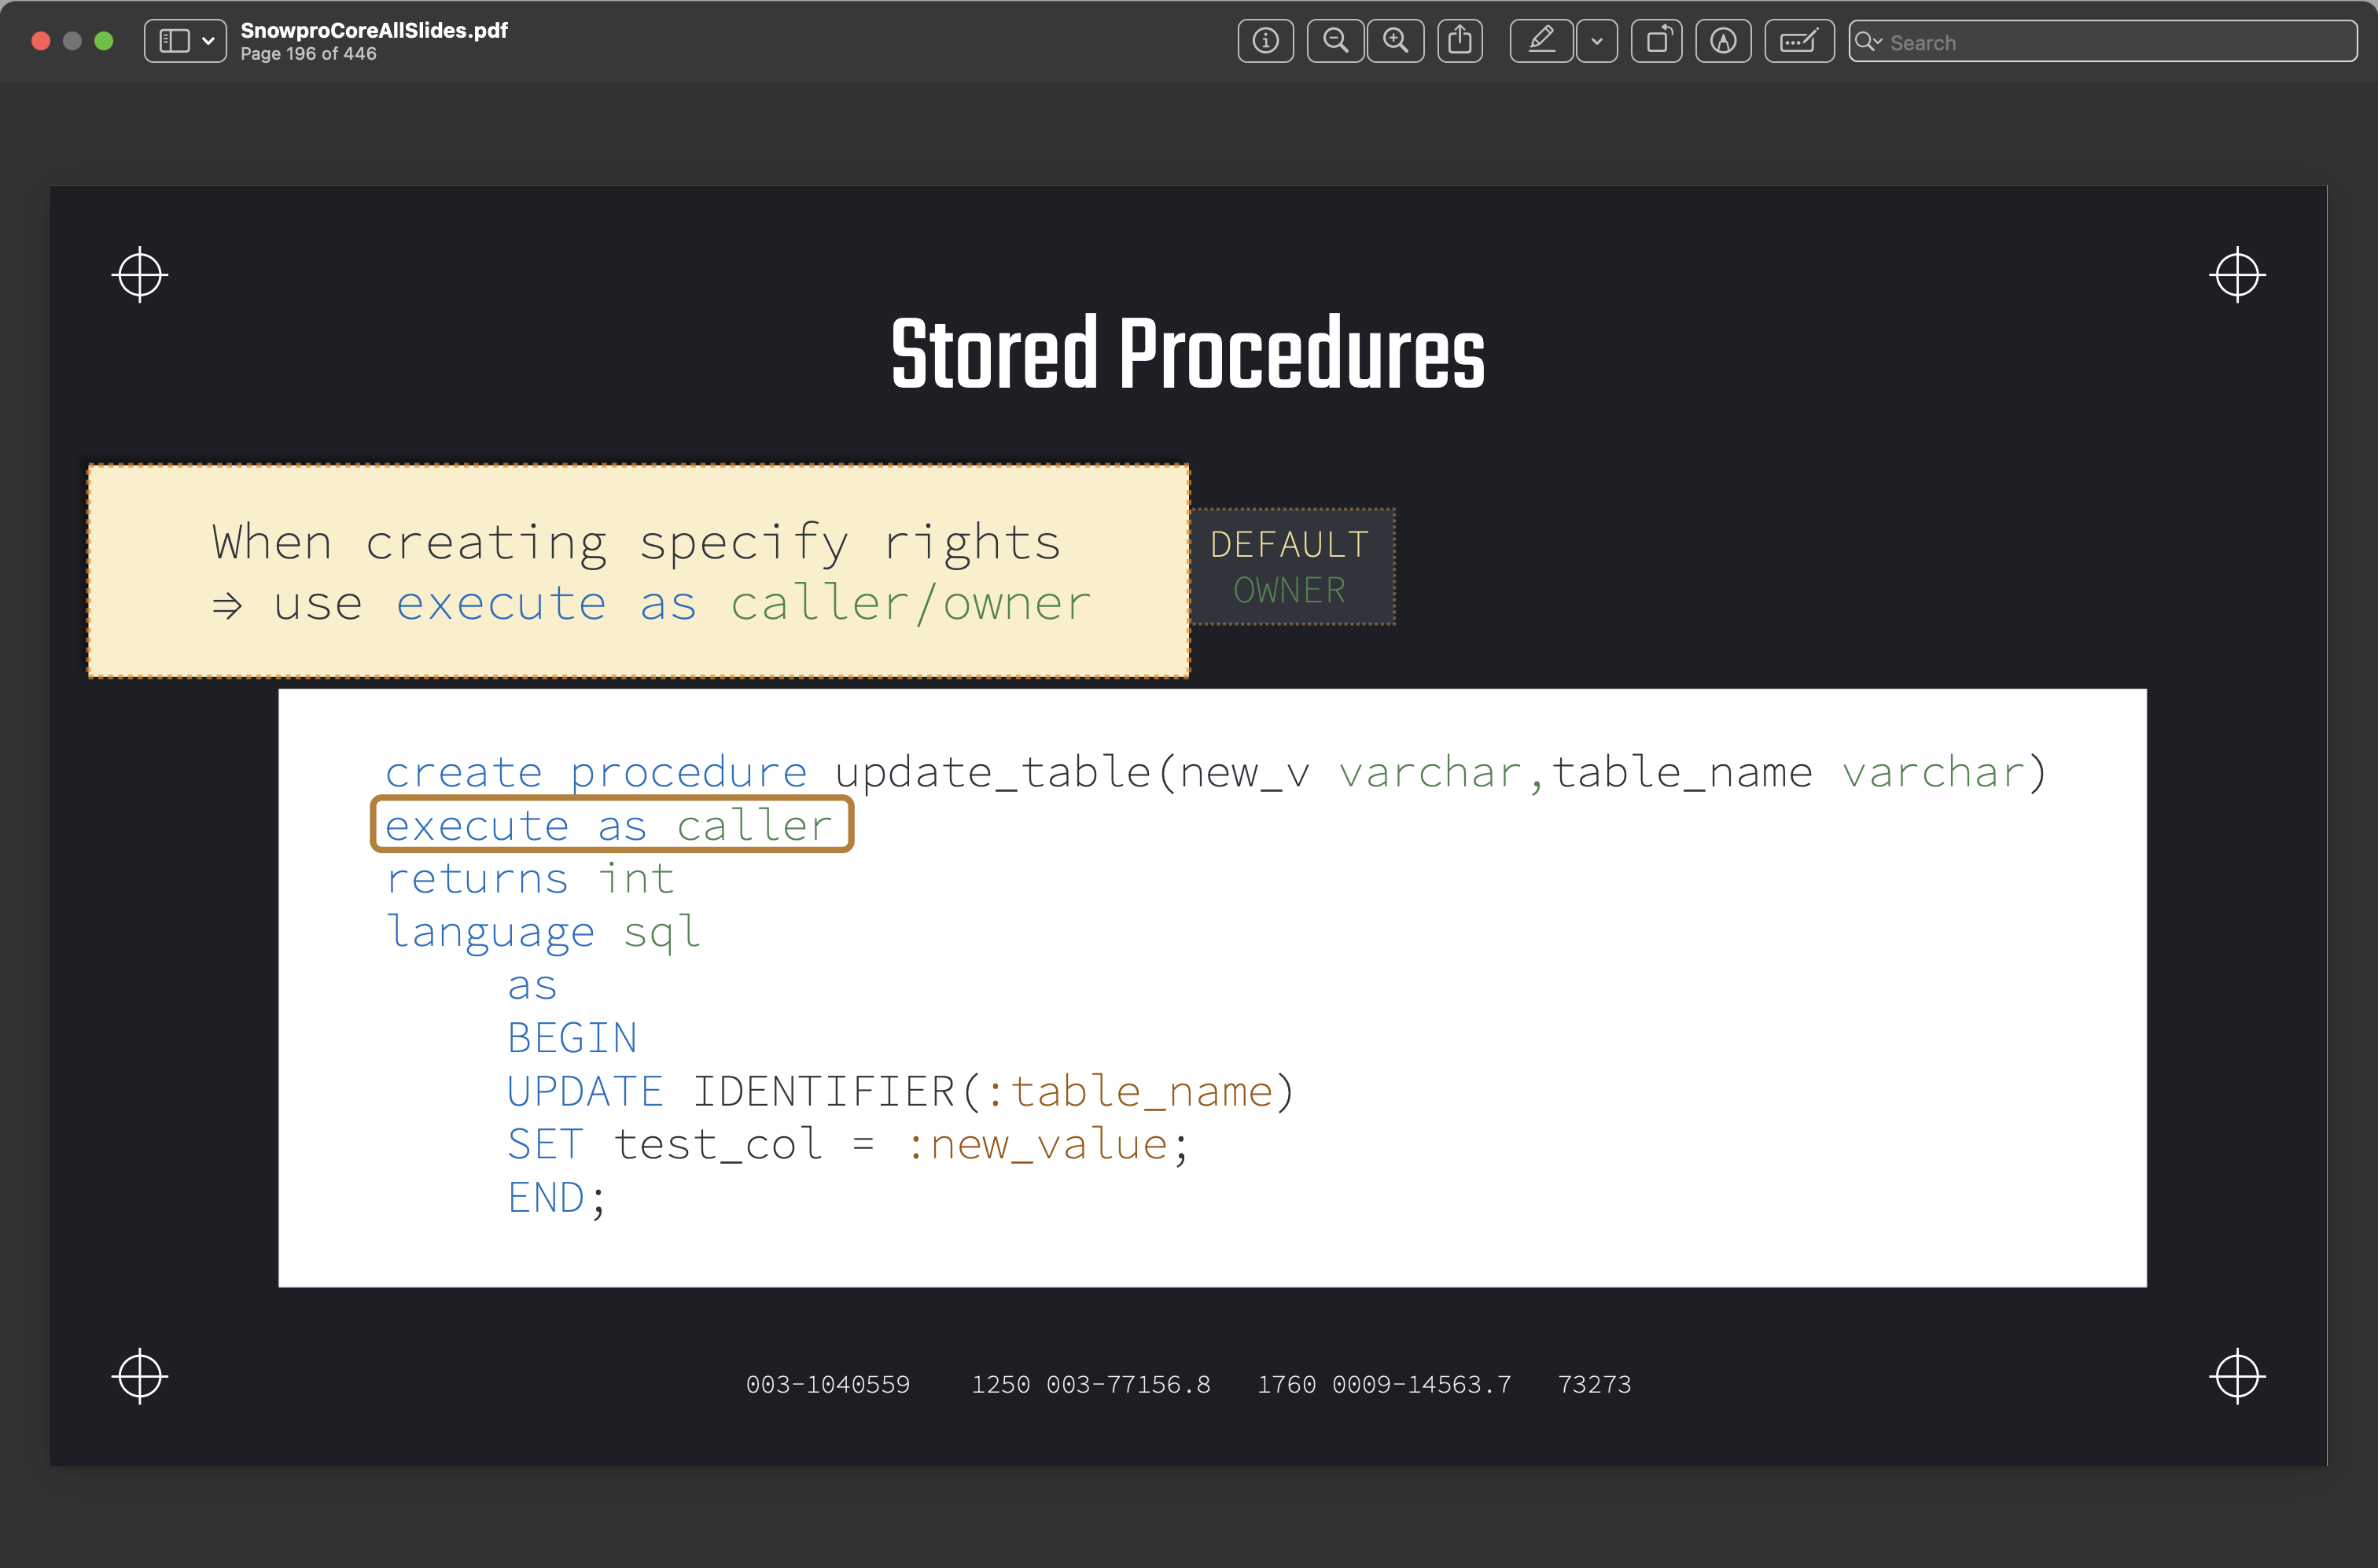 SnowproCoreAllSlides.pdf
Page 196 of 446
Search
Stored Procedures
When creating specify rights
⇒ use execute as caller/owner
DEFAULT
OWNER
create procedure update_table(new_v varchar,table_name varchar)
execute as caller
returns int
language sql
as
BEGIN
UPDATE IDENTIFIER(:table_name)
SET test_col = :new_value;
END;
003-1040559 1250 003-77156.8 1760 0009-14563.7 73273